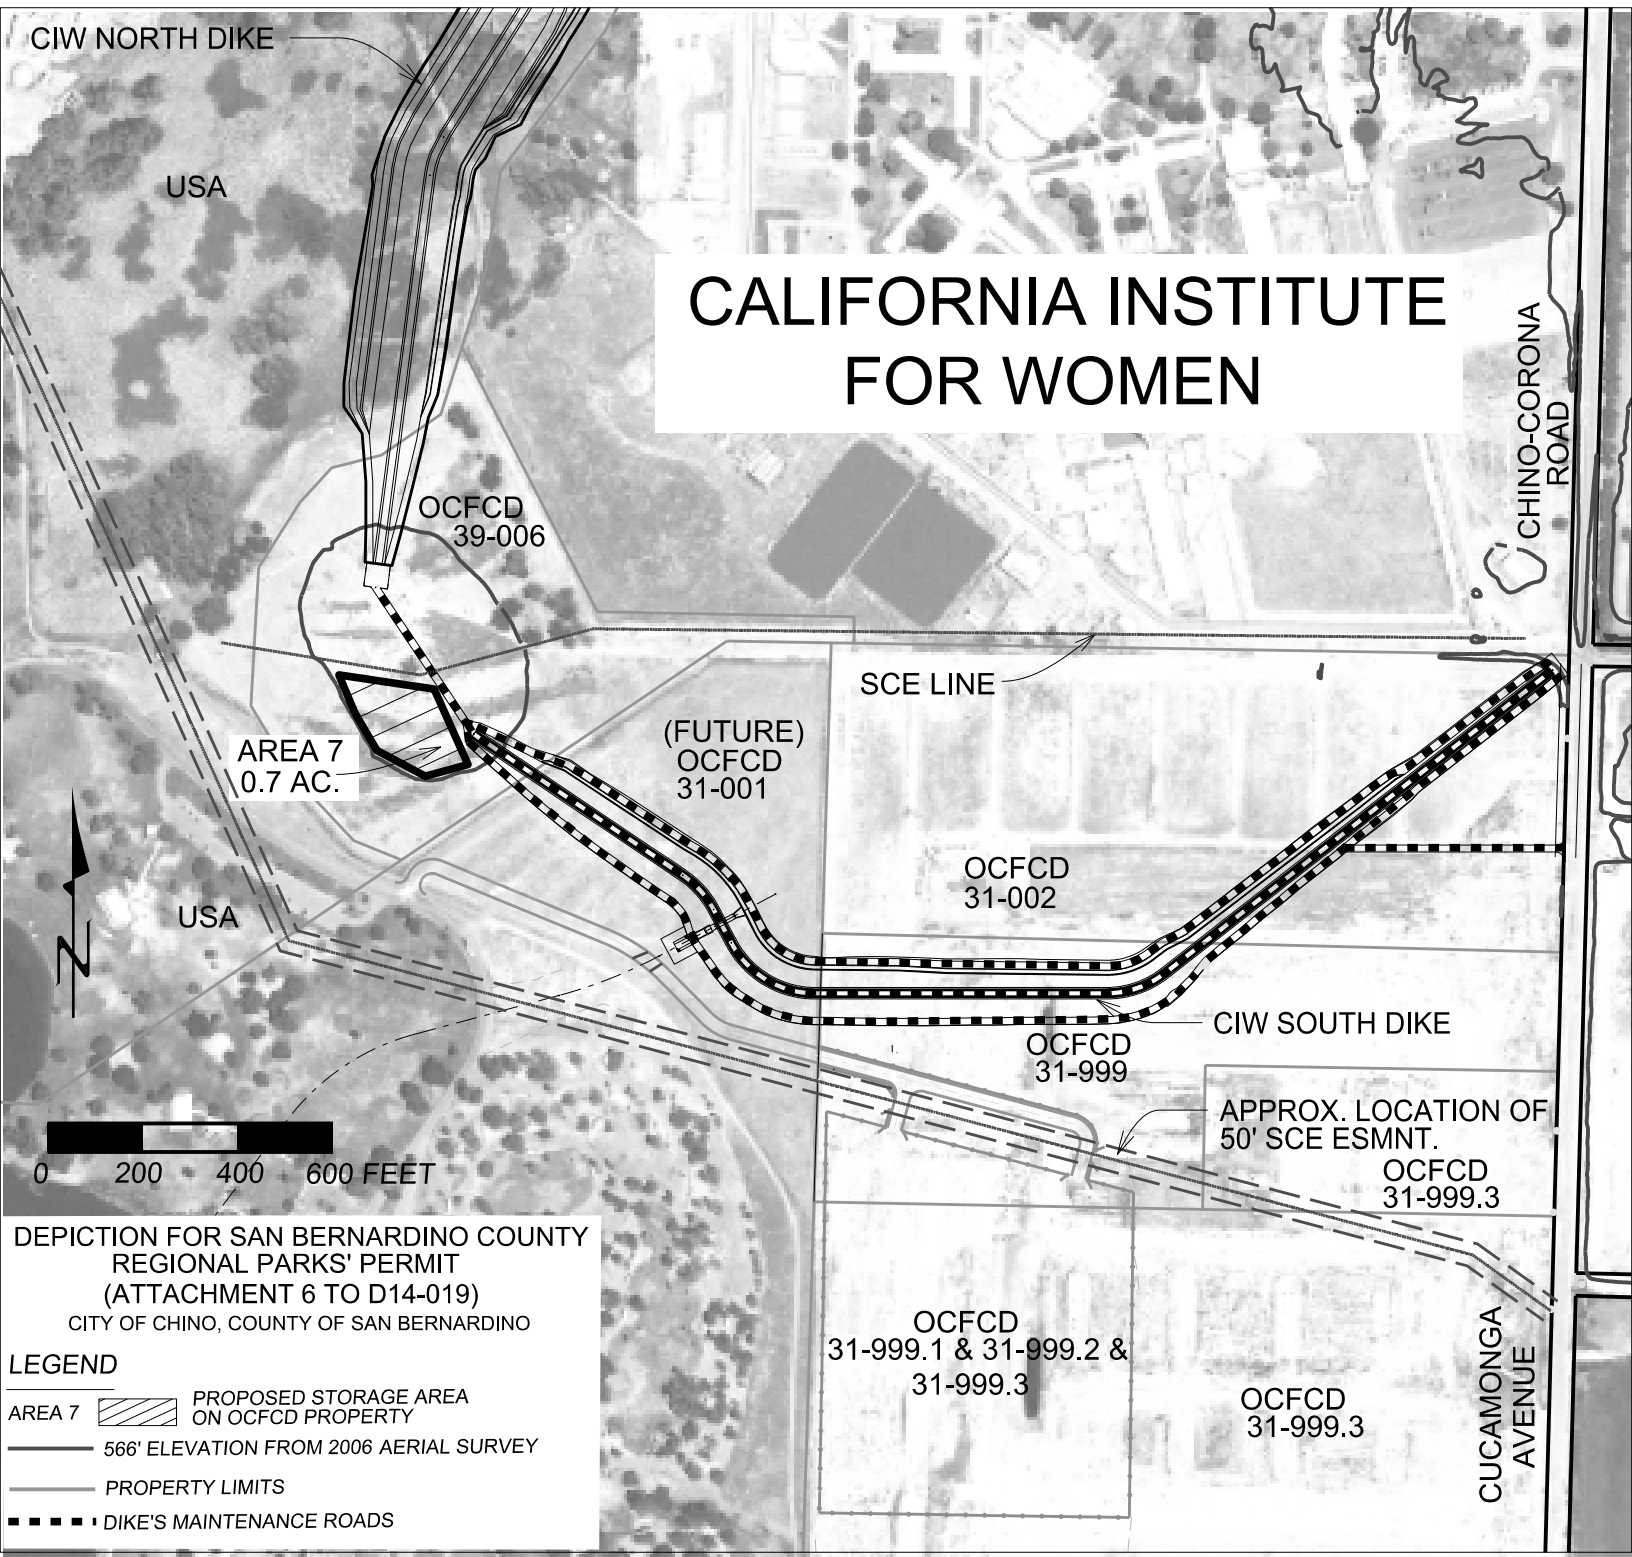 CIW NORTH DIKE
USA
CALIFORNIA INSTITUTE
FOR WOMEN
CHINO-CORONA
ROAD
OCFCD
39-006
SCE LINE
(FUTURE)
OCFCD
31-001
AREA 7
0.7 AC.
OCFCD
31-002
USA
N
CIW SOUTH DIKE
OCFCD
31-999
APPROX. LOCATION OF
50' SCE ESMNT.
OCFCD
31-999.3
0 200 400 600 FEET
DEPICTION FOR SAN BERNARDINO COUNTY
REGIONAL PARKS' PERMIT
(ATTACHMENT 6 TO D14-019)
CITY OF CHINO, COUNTY OF SAN BERNARDINO
OCFCD
31-999.1 & 31-999.2 &
31-999.3
OCFCD
31-999.3
CUCAMONGA
AVENUE
LEGEND
AREA 7 PROPOSED STORAGE AREA
ON OCFCD PROPERTY
566' ELEVATION FROM 2006 AERIAL SURVEY
PROPERTY LIMITS
DIKE'S MAINTENANCE ROADS